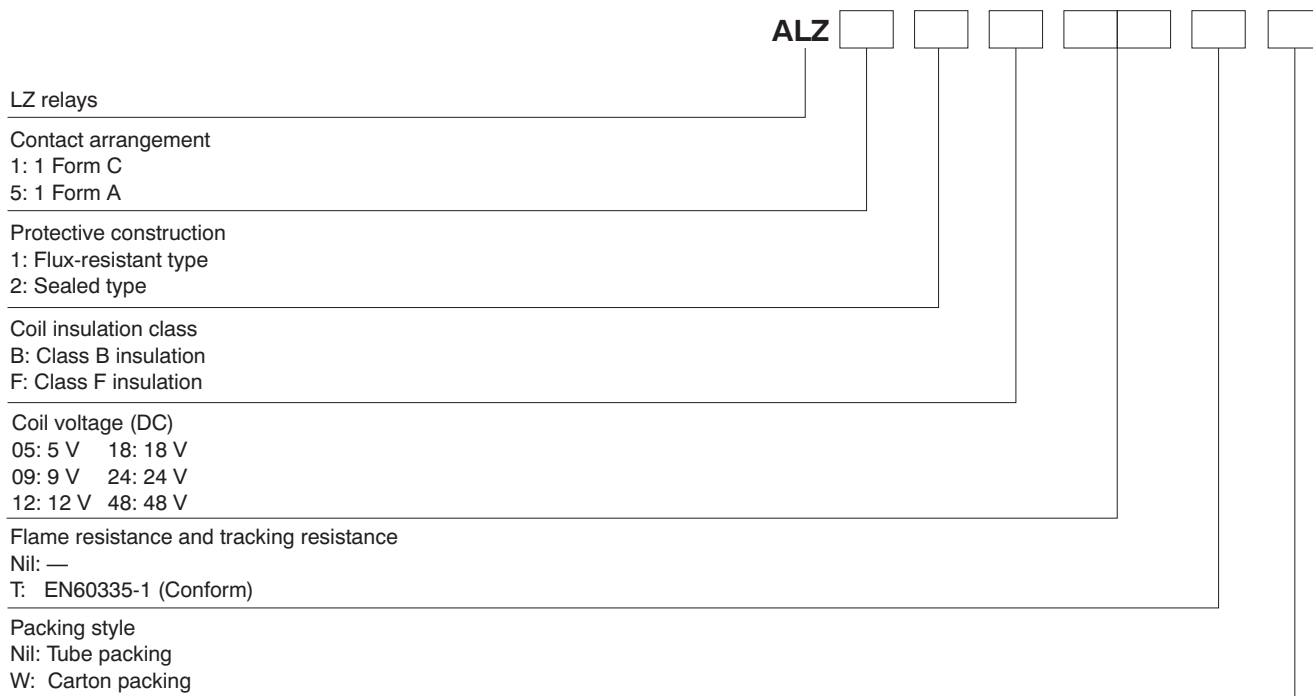 ALZ
LZ relays
Contact arrangement
1: 1 Form C
5: 1 Form A
Protective construction
1: Flux-resistant type
2: Sealed type
Coil insulation class
B: Class B insulation
F: Class F insulation
Coil voltage (DC)
05: 5 V 18: 18 V
09: 9 V 24: 24 V
12: 12 V 48: 48 V
Flame resistance and tracking resistance
Nil: —
T: EN60335-1 (Conform)
Packing style
Nil: Tube packing
W: Carton packing